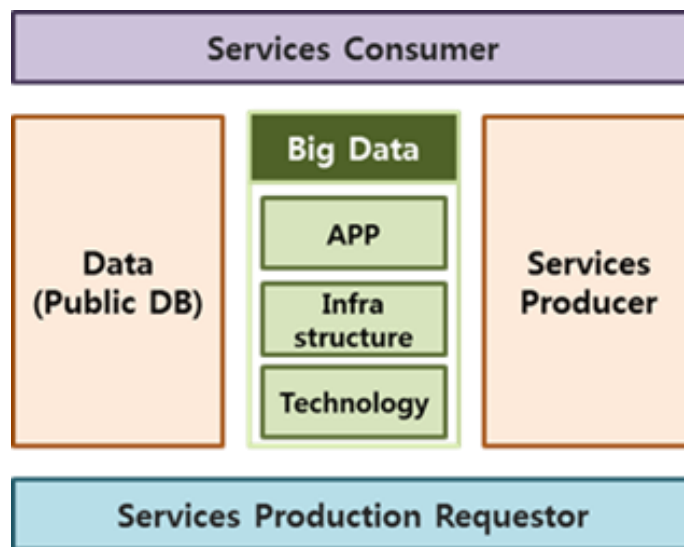 Services Consumer
Data
(Public DB)
Big Data
APP
Infra
structure
Technology
Services
Producer
Services Production Requestor